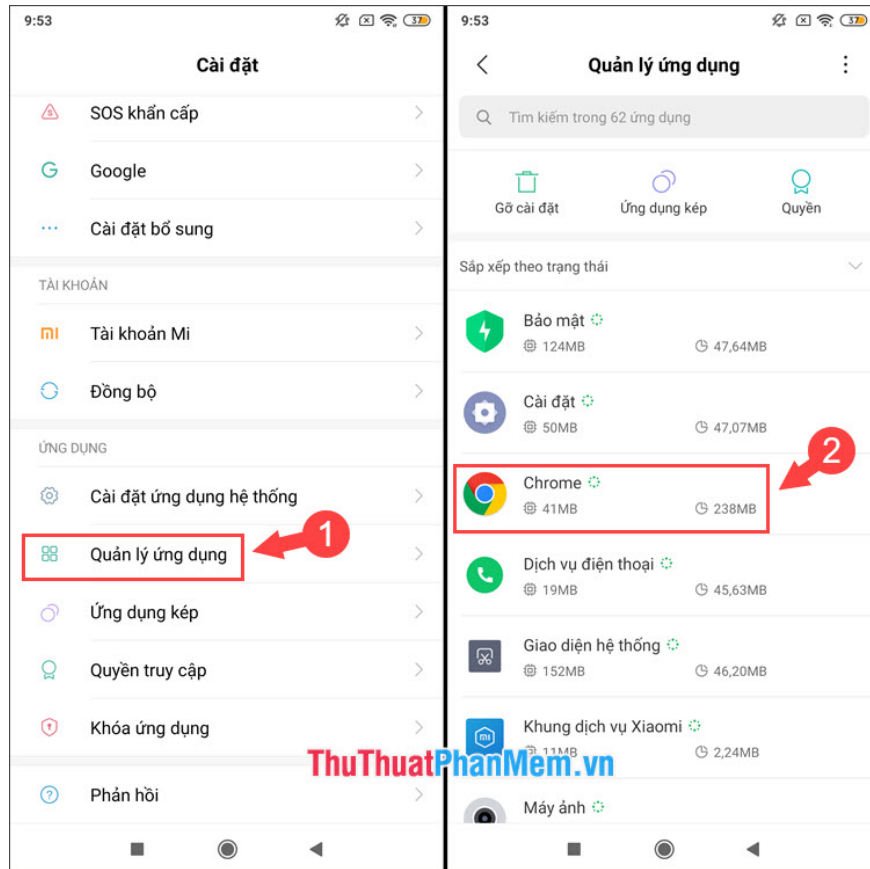 9:53
37
Cài đặt
SOS khẩn cấp
Google
Cài đặt bổ sung
TÀI KHOẢN
Tài khoản Mi
Đồng bộ
ỨNG DỤNG
Cài đặt ứng dụng hệ thống
1
Quản lý ứng dụng
Ứng dụng kép
Quyền truy cập
Khóa ứng dụng
Phản hồi
9:53
37
Quản lý ứng dụng
Tìm kiếm trong 62 ứng dụng
Gỡ cài đặt Ứng dụng kép Quyền
Sắp xếp theo trạng thái
Bảo mật
124MB 47,64MB
Cài đặt
50MB 47,07MB
2
Chrome
41MB 238MB
Dịch vụ điện thoại
19MB 45,63MB
Giao diện hệ thống
152MB 46,20MB
Khung dịch vụ Xiaomi
11MB 2,24MB
Máy ảnh
ThuThuatPhanMem.vn